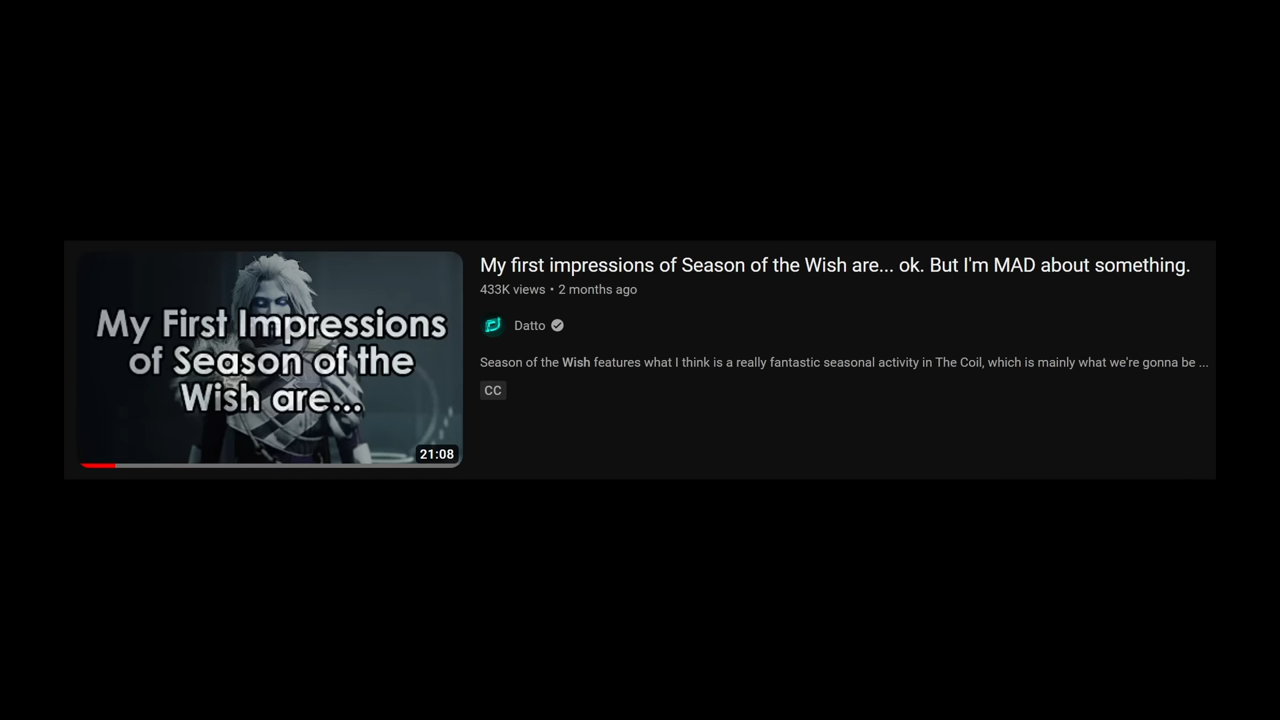 My First Impressions
of Season of the
Wish are...
21:08
My first impressions of Season of the Wish are... ok. But I'm MAD about something.
433K views • 2 months ago
Datto
Season of the Wish features what I think is a really fantastic seasonal activity in The Coil, which is mainly what we're gonna be ...
CC